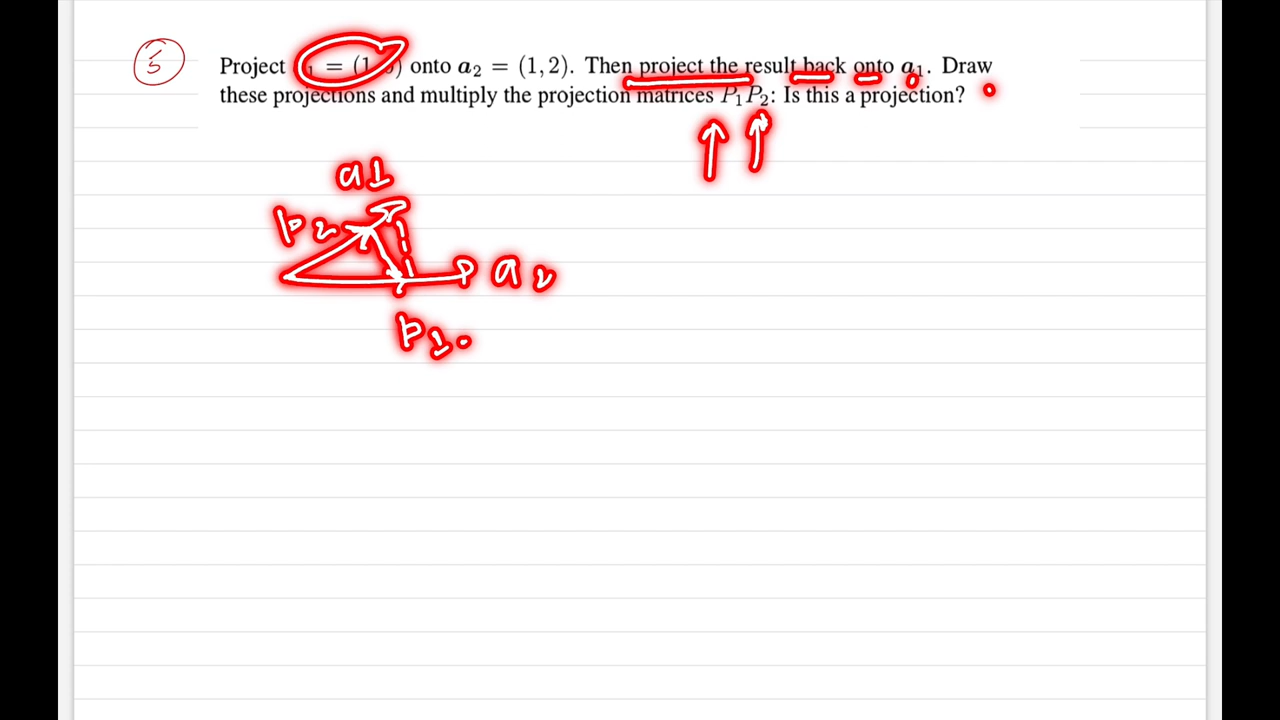 5
Project = (1, ) onto a₂ = (1, 2). Then project the result back onto a₁. Draw
these projections and multiply the projection matrices P₁P₂: Is this a projection?
a1
p2
a2
p1.